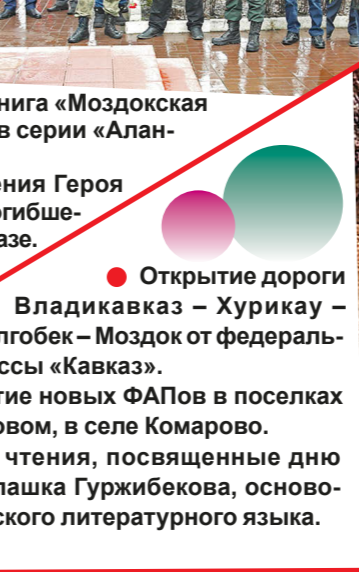 нига «Моздокская
в серии «Алан-
ения Героя
огибше-
азе.
● Открытие дороги
Владикавказ – Хурикау –
лгобек – Моздок от федераль-
ссы «Кавказ».
тие новых ФАПов в поселках
овом, в селе Комарово.
чтения, посвященные дню
лашка Гуржибекова, осново-
ского литературного языка.